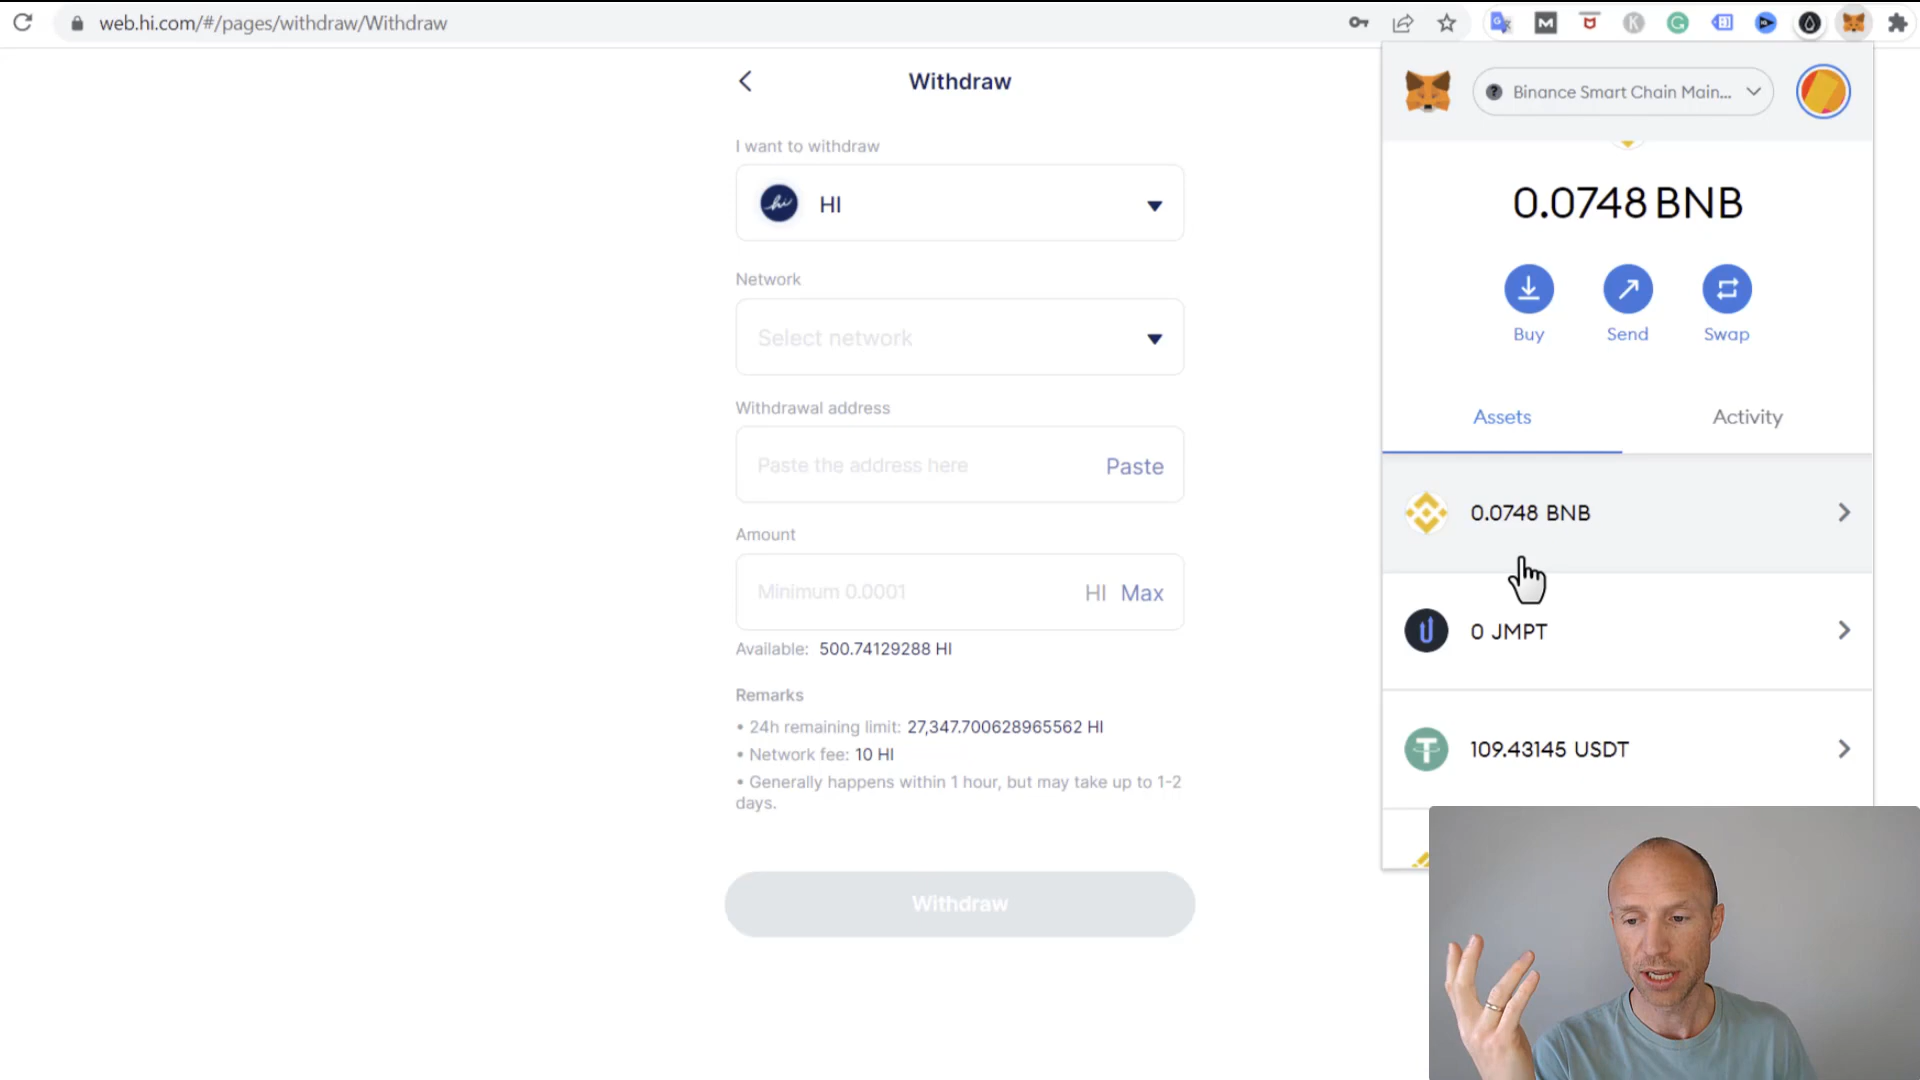 web.hi.com/#/pages/withdraw/Withdraw
Withdraw
I want to withdraw
hi HI
Network
Select network
Withdrawal address
Paste the address here Paste
Amount
Minimum 0.0001 HI Max
Available: 500.74129288 HI
Remarks
• 24h remaining limit: 27,347.700628965562 HI
• Network fee: 10 HI
• Generally happens within 1 hour, but may take up to 1-2
days.
Withdraw
Binance Smart Chain Main...
0.0748 BNB
Buy Send Swap
Assets Activity
0.0748 BNB
0 JMPT
109.43145 USDT